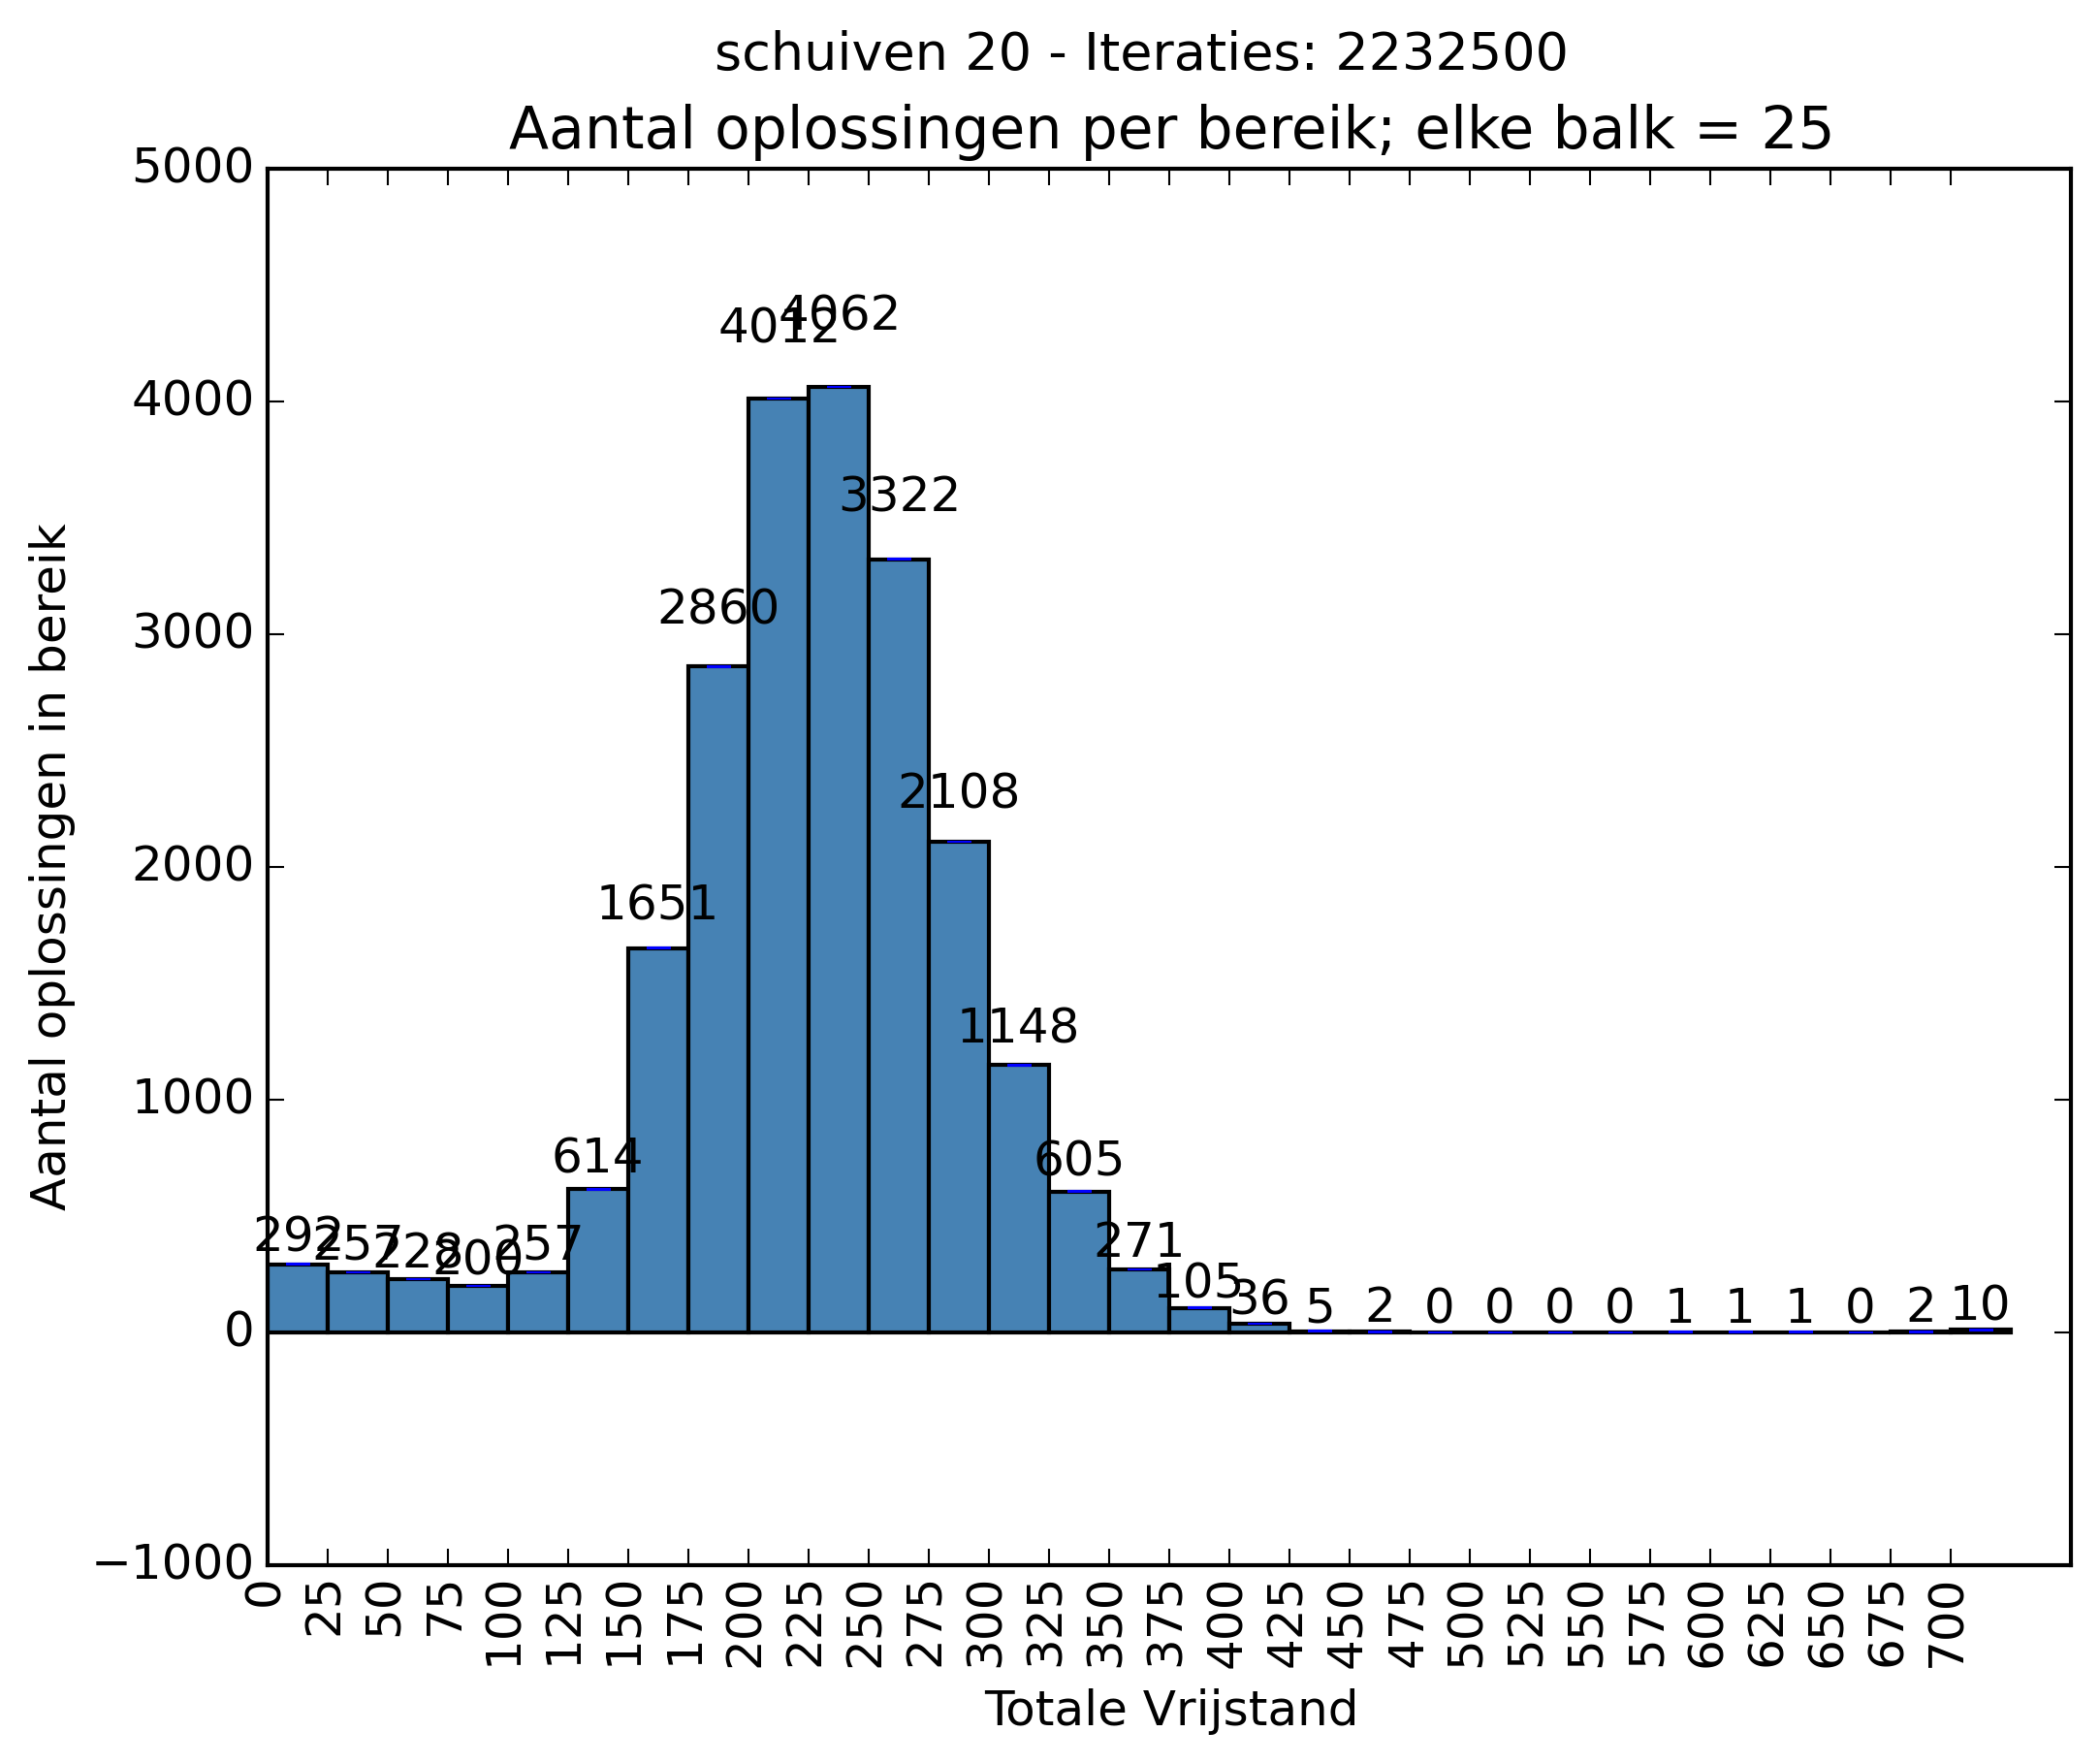 schuiven 20 - Iteraties: 2232500
Aantal oplossingen per bereik; elke balk = 25
Aantal oplossingen in bereik
5000
4000
3000
2000
1000
0
−1000
292 257 228 200 257 614 1651 2860 4012 4062 3322 2108 1148 605 271 105 36 5 2 0 0 0 0 1 1 1 0 2 10
0 25 50 75 100 125 150 175 200 225 250 275 300 325 350 375 400 425 450 475 500 525 550 575 600 625 650 675 700
Totale Vrijstand